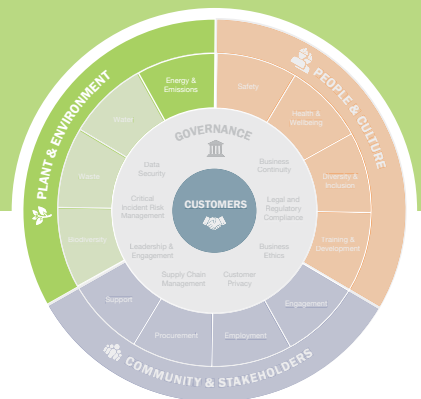 PLANT & ENVIRONMENT
PEOPLE & CULTURE
COMMUNITY & STAKEHOLDERS
Energy &
Emissions
Water
Waste
Biodiversity
Safety
Health &
Wellbeing
Diversity &
Inclusion
Training &
Development
Engagement
Employment
Procurement
Support
GOVERNANCE
Data
Security
Critical
Incident Risk
Management
Leadership &
Engagement
Supply Chain
Management
Customer
Privacy
Business
Ethics
Legal and
Regulatory
Compliance
Business
Continuity
CUSTOMERS